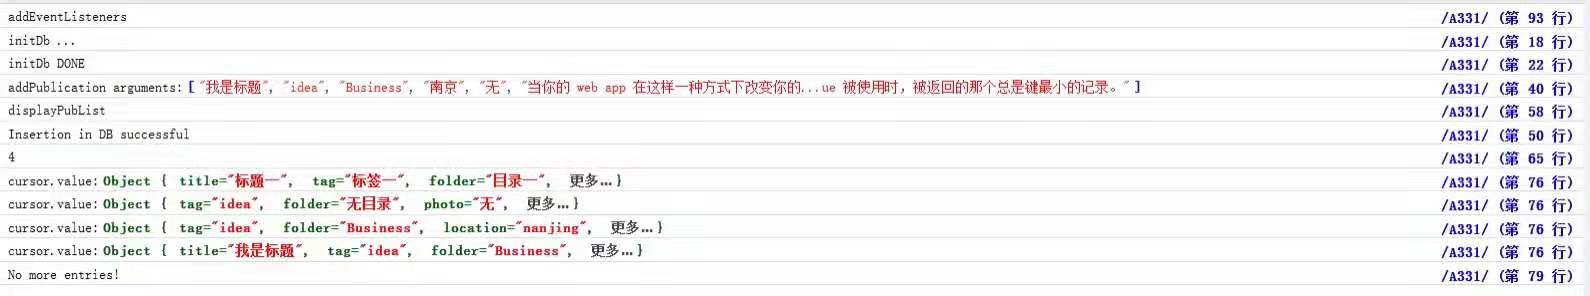 addEventListeners /A331/ (第 93 行)
initDb ... /A331/ (第 18 行)
initDb DONE /A331/ (第 22 行)
addPublication arguments: ["我是标题", "idea", "Business", "南京", "无", "当你的 web app 在这样一种方式下改变你的...ue 被使用时，被返回的那个总是键最小的记录。"] /A331/ (第 40 行)
displayPubList /A331/ (第 58 行)
Insertion in DB successful /A331/ (第 50 行)
4 /A331/ (第 65 行)
cursor.value: Object { title="标题一", tag="标签一", folder="目录一", 更多...} /A331/ (第 76 行)
cursor.value: Object { tag="idea", folder="无目录", photo="无", 更多...} /A331/ (第 76 行)
cursor.value: Object { tag="idea", folder="Business", location="nanjing", 更多...} /A331/ (第 76 行)
cursor.value: Object { title="我是标题", tag="idea", folder="Business", 更多...} /A331/ (第 76 行)
No more entries! /A331/ (第 79 行)